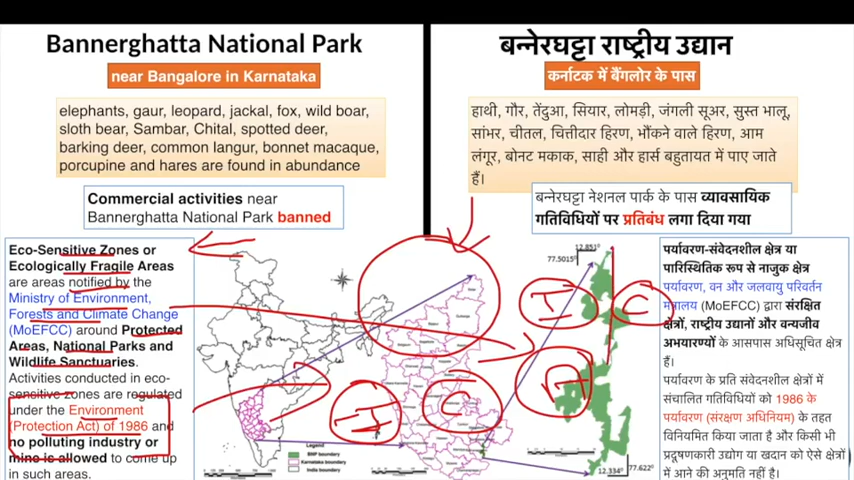 Bannerghatta National Park
near Bangalore in Karnataka
elephants, gaur, leopard, jackal, fox, wild boar,
sloth bear, Sambar, Chital, spotted deer,
barking deer, common langur, bonnet macaque,
porcupine and hares are found in abundance
Commercial activities near
Bannerghatta National Park banned
Eco-Sensitive Zones or
Ecologically Fragile Areas
are areas notified by the
Ministry of Environment,
Forests and Climate Change
(MoEFCC) around Protected
Areas, National Parks and
Wildlife Sanctuaries.
Activities conducted in eco-
sensitive zones are regulated
under the Environment
(Protection Act) of 1986 and
no polluting industry or
mine is allowed to come up
in such areas.
बन्नेरघट्टा राष्ट्रीय उद्यान
कर्नाटक में बैंगलोर के पास
हाथी, गौर, तेंदुआ, सियार, लोमड़ी, जंगली सूअर, सुस्त भालू,
सांभर, चीतल, चित्तीदार हिरण, भौंकने वाले हिरण, आम
लंगूर, बोनट मकाक, साही और हार्स बहुतायत में पाए जाते
हैं।
बन्नेरघट्टा नेशनल पार्क के पास व्यावसायिक
गतिविधियों पर प्रतिबंध लगा दिया गया
पर्यावरण-संवेदनशील क्षेत्र या
पारिस्थितिक रूप से नाजुक क्षेत्र
पर्यावरण, वन और जलवायु परिवर्तन
मंत्रालय (MoEFCC) द्वारा संरक्षित
क्षेत्रों, राष्ट्रीय उद्यानों और वन्यजीव
अभयारण्यों के आसपास अधिसूचित क्षेत्र
हैं।
पर्यावरण के प्रति संवेदनशील क्षेत्रों में
संचालित गतिविधियों को 1986 के
पर्यावरण (संरक्षण अधिनियम) के तहत
विनियमित किया जाता है और किसी भी
प्रदूषणकारी उद्योग या खदान को ऐसे क्षेत्रों
में आने की अनुमति नहीं है।
12.851°
77.5015°
I
C
Legend
BNP boundary
Karnataka boundary
India boundary
12.334°
77.622°